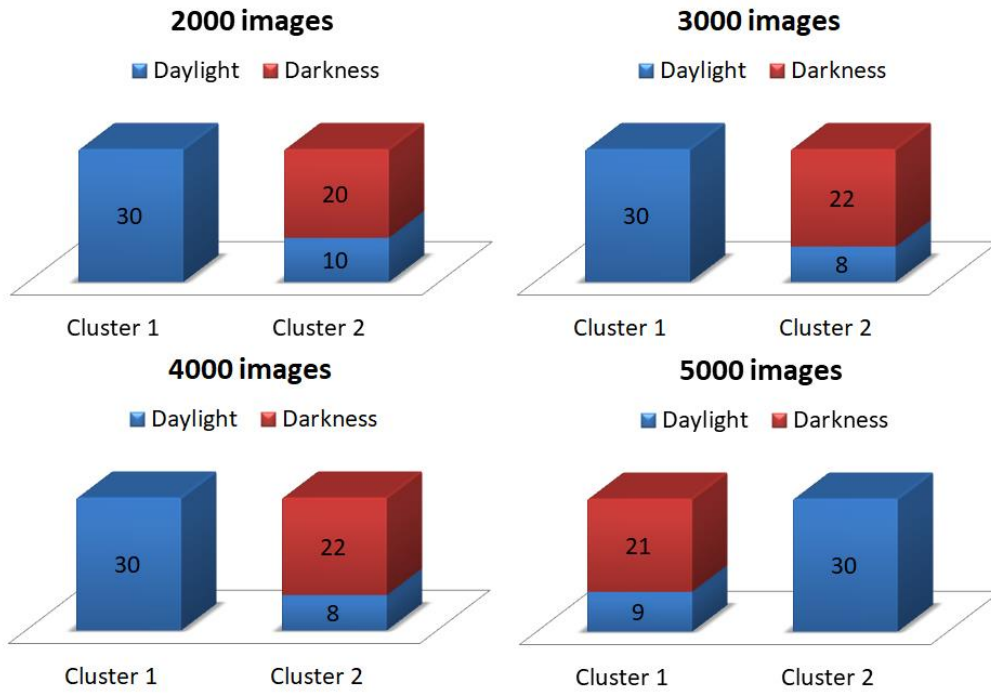 2000 images
Daylight Darkness
30
20
10
Cluster 1 Cluster 2
3000 images
Daylight Darkness
30
22
8
Cluster 1 Cluster 2
4000 images
Daylight Darkness
30
22
8
Cluster 1 Cluster 2
5000 images
Daylight Darkness
21
9
30
Cluster 1 Cluster 2